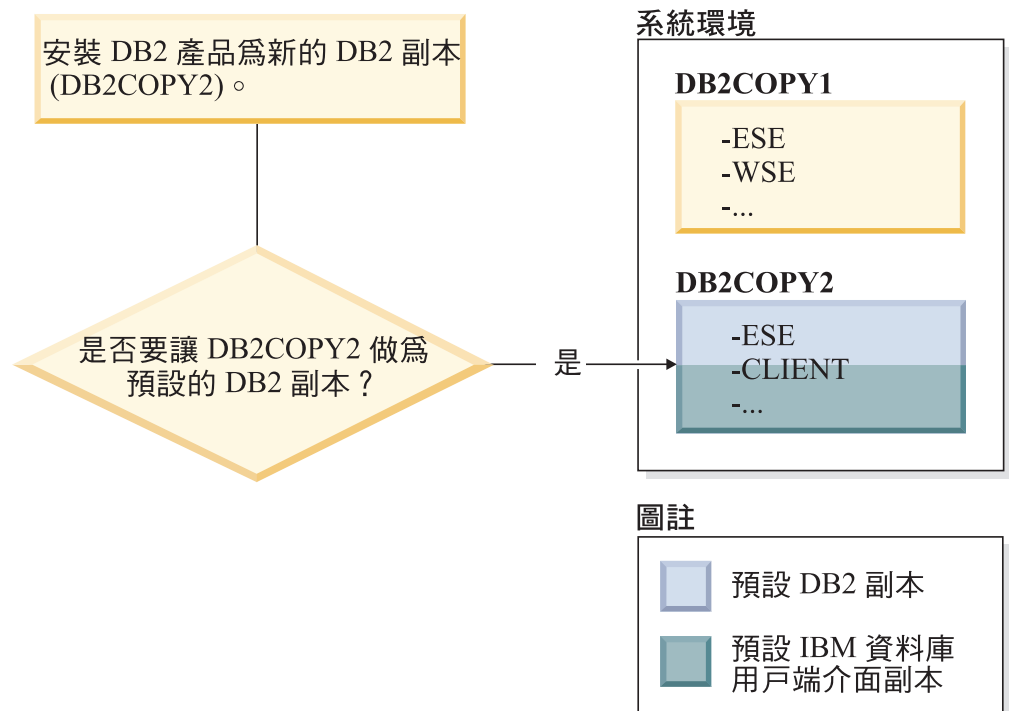 安裝 DB2 產品爲新的 DB2 副本
(DB2COPY2)。
是否要讓 DB2COPY2 做爲
預設的 DB2 副本？
是
系統環境
DB2COPY1
-ESE
-WSE
-...
DB2COPY2
-ESE
-CLIENT
-...
圖註
預設 DB2 副本
預設 IBM 資料庫
用戶端介面副本